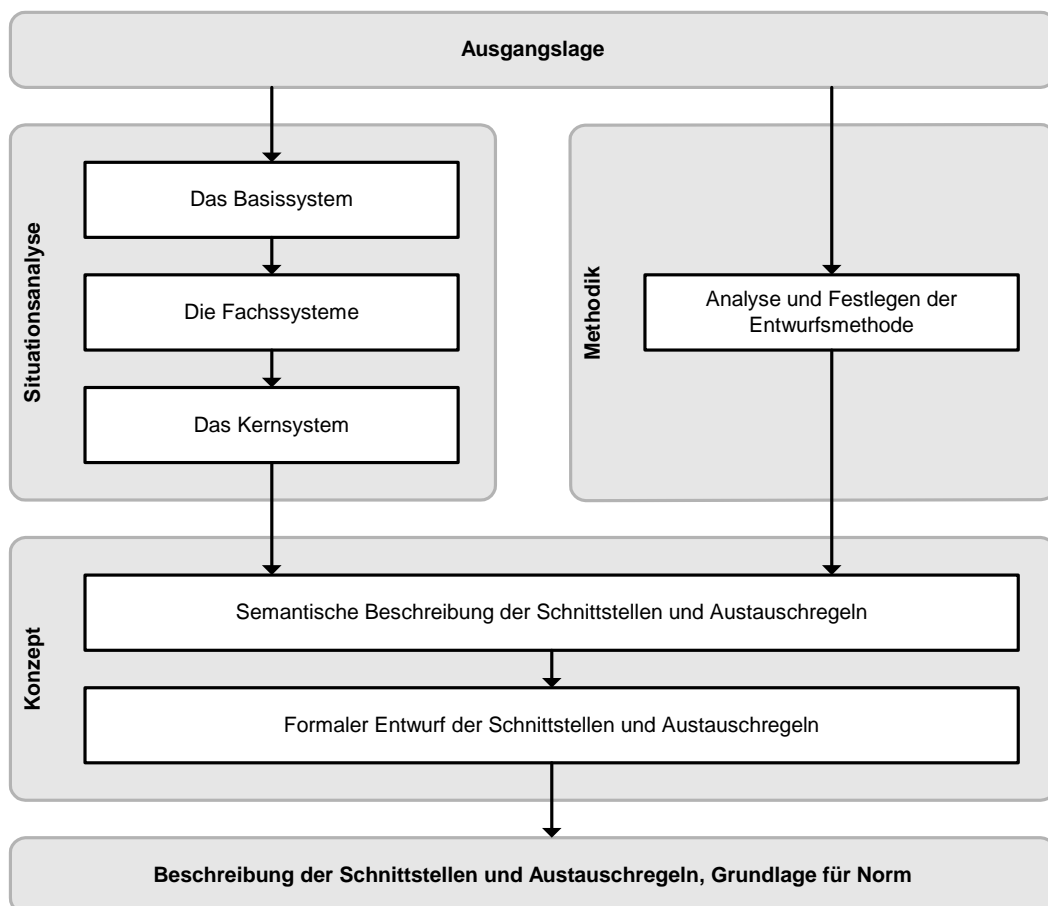 Ausgangslage
Situationsanalyse
Das Basissystem
Die Fachssysteme
Das Kernsystem
Methodik
Analyse und Festlegen der
Entwurfsmethode
Konzept
Semantische Beschreibung der Schnittstellen und Austauschregeln
Formaler Entwurf der Schnittstellen und Austauschregeln
Beschreibung der Schnittstellen und Austauschregeln, Grundlage für Norm